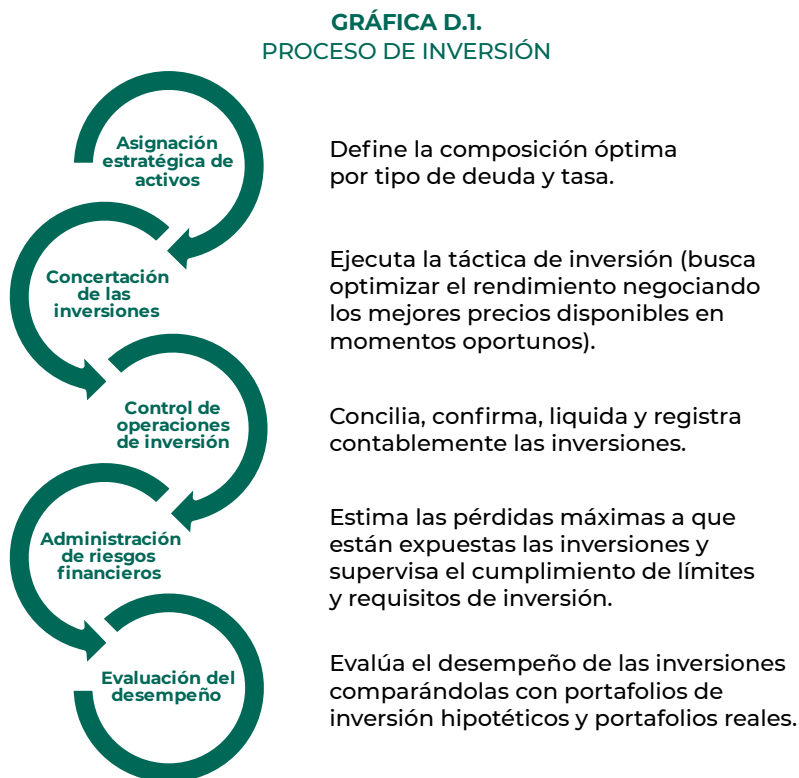 GRÁFICA D.1.
PROCESO DE INVERSIÓN
Asignación
estratégica de
activos
Define la composición óptima
por tipo de deuda y tasa.
Concertación
de las
inversiones
Ejecuta la táctica de inversión (busca
optimizar el rendimiento negociando
los mejores precios disponibles en
momentos oportunos).
Control de
operaciones
de inversión
Concilia, confirma, liquida y registra
contablemente las inversiones.
Administración
de riesgos
financieros
Estima las pérdidas máximas a que
están expuestas las inversiones y
supervisa el cumplimiento de límites
y requisitos de inversión.
Evaluación del
desempeño
Evalúa el desempeño de las inversiones
comparándolas con portafolios de
inversión hipotéticos y portafolios reales.